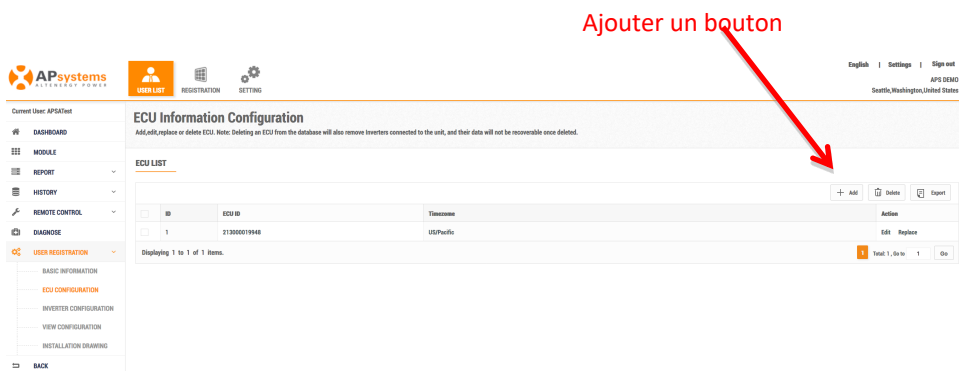 Ajouter un bouton
APsystems
ALTENERGY POWER
USER LIST
REGISTRATION
SETTING
English | Settings | Sign out
APS DEMO
Seattle,Washington,United States
Current User: APSATest
DASHBOARD
MODULE
REPORT
HISTORY
REMOTE CONTROL
DIAGNOSE
USER REGISTRATION
BASIC INFORMATION
ECU CONFIGURATION
INVERTER CONFIGURATION
VIEW CONFIGURATION
INSTALLATION DRAWING
BACK
ECU Information Configuration
Add,edit,replace or delete ECU. Note: Deleting an ECU from the database will also remove Inverters connected to the unit, and their data will not be recoverable once deleted.
ECU LIST
Add Delete Export
ID ECU ID Timezone Action
1 213000019948 US/Pacific Edit Replace
Displaying 1 to 1 of 1 items.
1 Total: 1 , Go to 1 Go